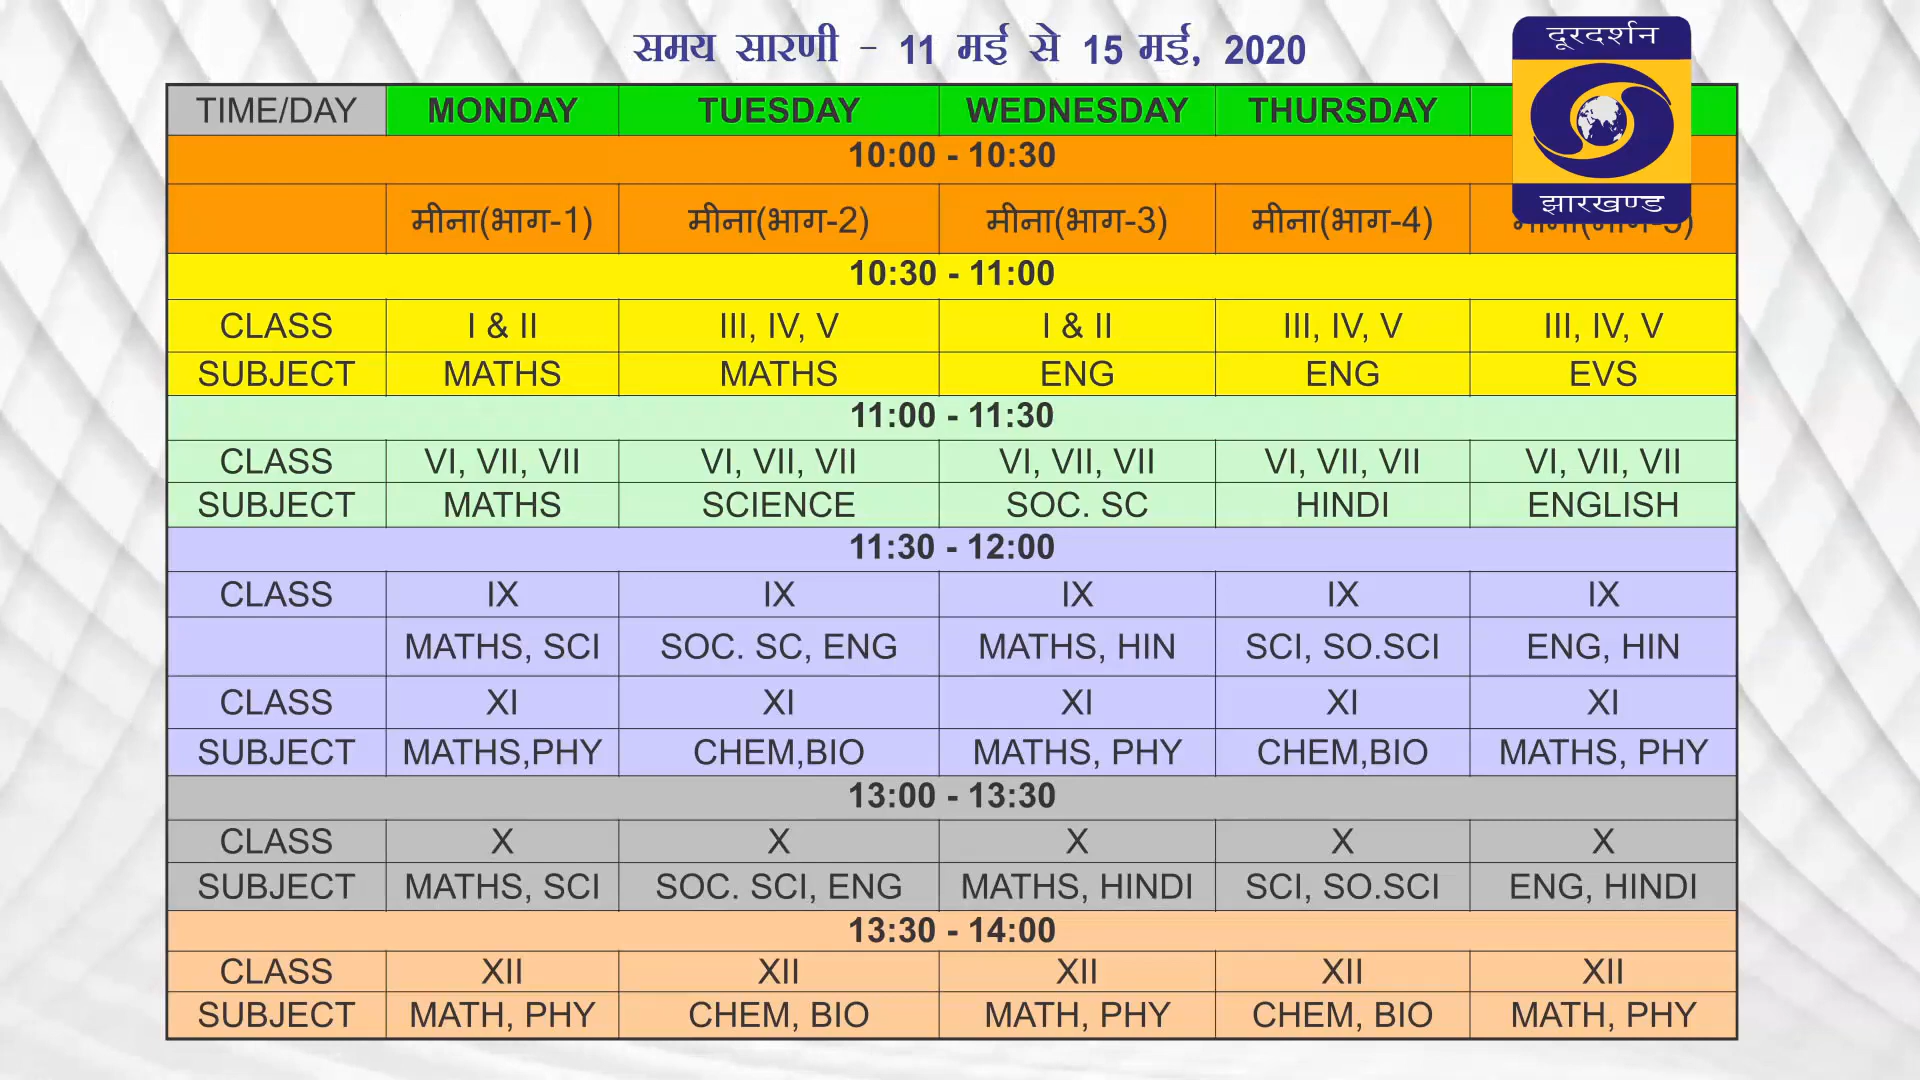 समय सारणी - 11 मई से 15 मई, 2020
दूरदर्शन
झारखण्ड
TIME/DAY MONDAY TUESDAY WEDNESDAY THURSDAY
10:00 - 10:30
मीना(भाग-1) मीना(भाग-2) मीना(भाग-3) मीना(भाग-4)
10:30 - 11:00
CLASS I & II III, IV, V I & II III, IV, V III, IV, V
SUBJECT MATHS MATHS ENG ENG EVS
11:00 - 11:30
CLASS VI, VII, VII VI, VII, VII VI, VII, VII VI, VII, VII VI, VII, VII
SUBJECT MATHS SCIENCE SOC. SC HINDI ENGLISH
11:30 - 12:00
CLASS IX IX IX IX IX
MATHS, SCI SOC. SC, ENG MATHS, HIN SCI, SO.SCI ENG, HIN
CLASS XI XI XI XI XI
SUBJECT MATHS,PHY CHEM,BIO MATHS, PHY CHEM,BIO MATHS, PHY
13:00 - 13:30
CLASS X X X X X
SUBJECT MATHS, SCI SOC. SCI, ENG MATHS, HINDI SCI, SO.SCI ENG, HINDI
13:30 - 14:00
CLASS XII XII XII XII XII
SUBJECT MATH, PHY CHEM, BIO MATH, PHY CHEM, BIO MATH, PHY